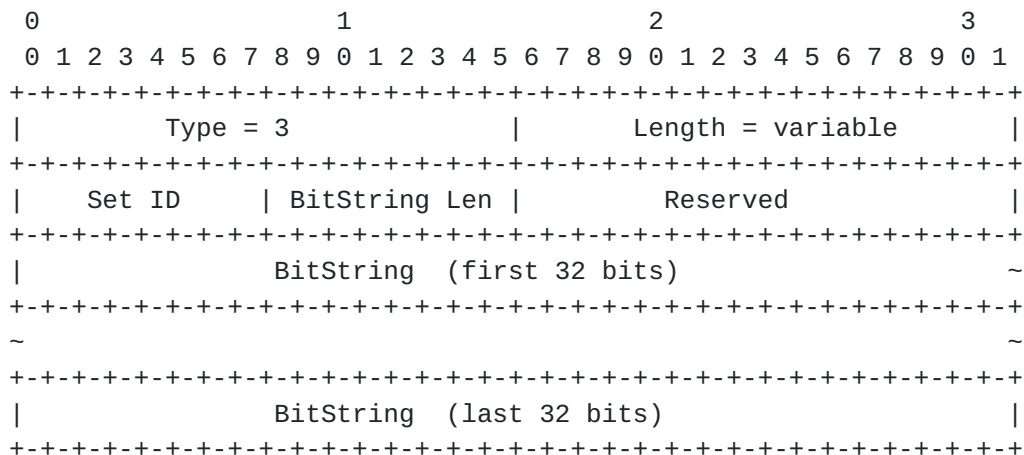 0                   1                   2                   3
 0 1 2 3 4 5 6 7 8 9 0 1 2 3 4 5 6 7 8 9 0 1 2 3 4 5 6 7 8 9 0 1
+-+-+-+-+-+-+-+-+-+-+-+-+-+-+-+-+-+-+-+-+-+-+-+-+-+-+-+-+-+-+-+-+
|         Type = 3              |       Length = variable       |
+-+-+-+-+-+-+-+-+-+-+-+-+-+-+-+-+-+-+-+-+-+-+-+-+-+-+-+-+-+-+-+-+
|    Set ID     | BitString Len |         Reserved              |
+-+-+-+-+-+-+-+-+-+-+-+-+-+-+-+-+-+-+-+-+-+-+-+-+-+-+-+-+-+-+-+-+
|                BitString  (first 32 bits)                     ~
+-+-+-+-+-+-+-+-+-+-+-+-+-+-+-+-+-+-+-+-+-+-+-+-+-+-+-+-+-+-+-+-+
~                                                               ~
+-+-+-+-+-+-+-+-+-+-+-+-+-+-+-+-+-+-+-+-+-+-+-+-+-+-+-+-+-+-+-+-+
|                BitString  (last 32 bits)                      |
+-+-+-+-+-+-+-+-+-+-+-+-+-+-+-+-+-+-+-+-+-+-+-+-+-+-+-+-+-+-+-+-+